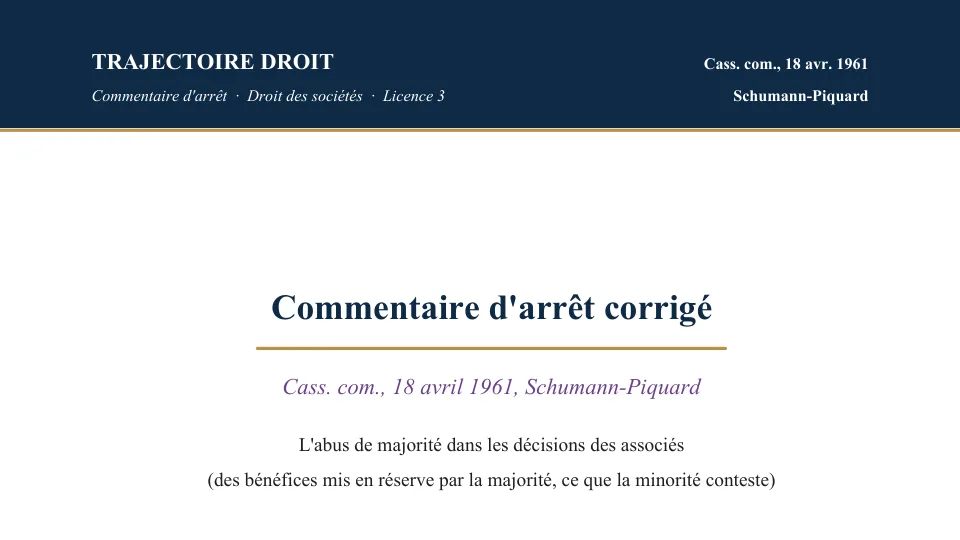 TRAJECTOIRE DROIT
Commentaire d'arrêt · Droit des sociétés · Licence 3
Cass. com., 18 avr. 1961
Schumann-Piquard
Commentaire d'arrêt corrigé
Cass. com., 18 avril 1961, Schumann-Piquard
L'abus de majorité dans les décisions des associés
(des bénéfices mis en réserve par la majorité, ce que la minorité conteste)